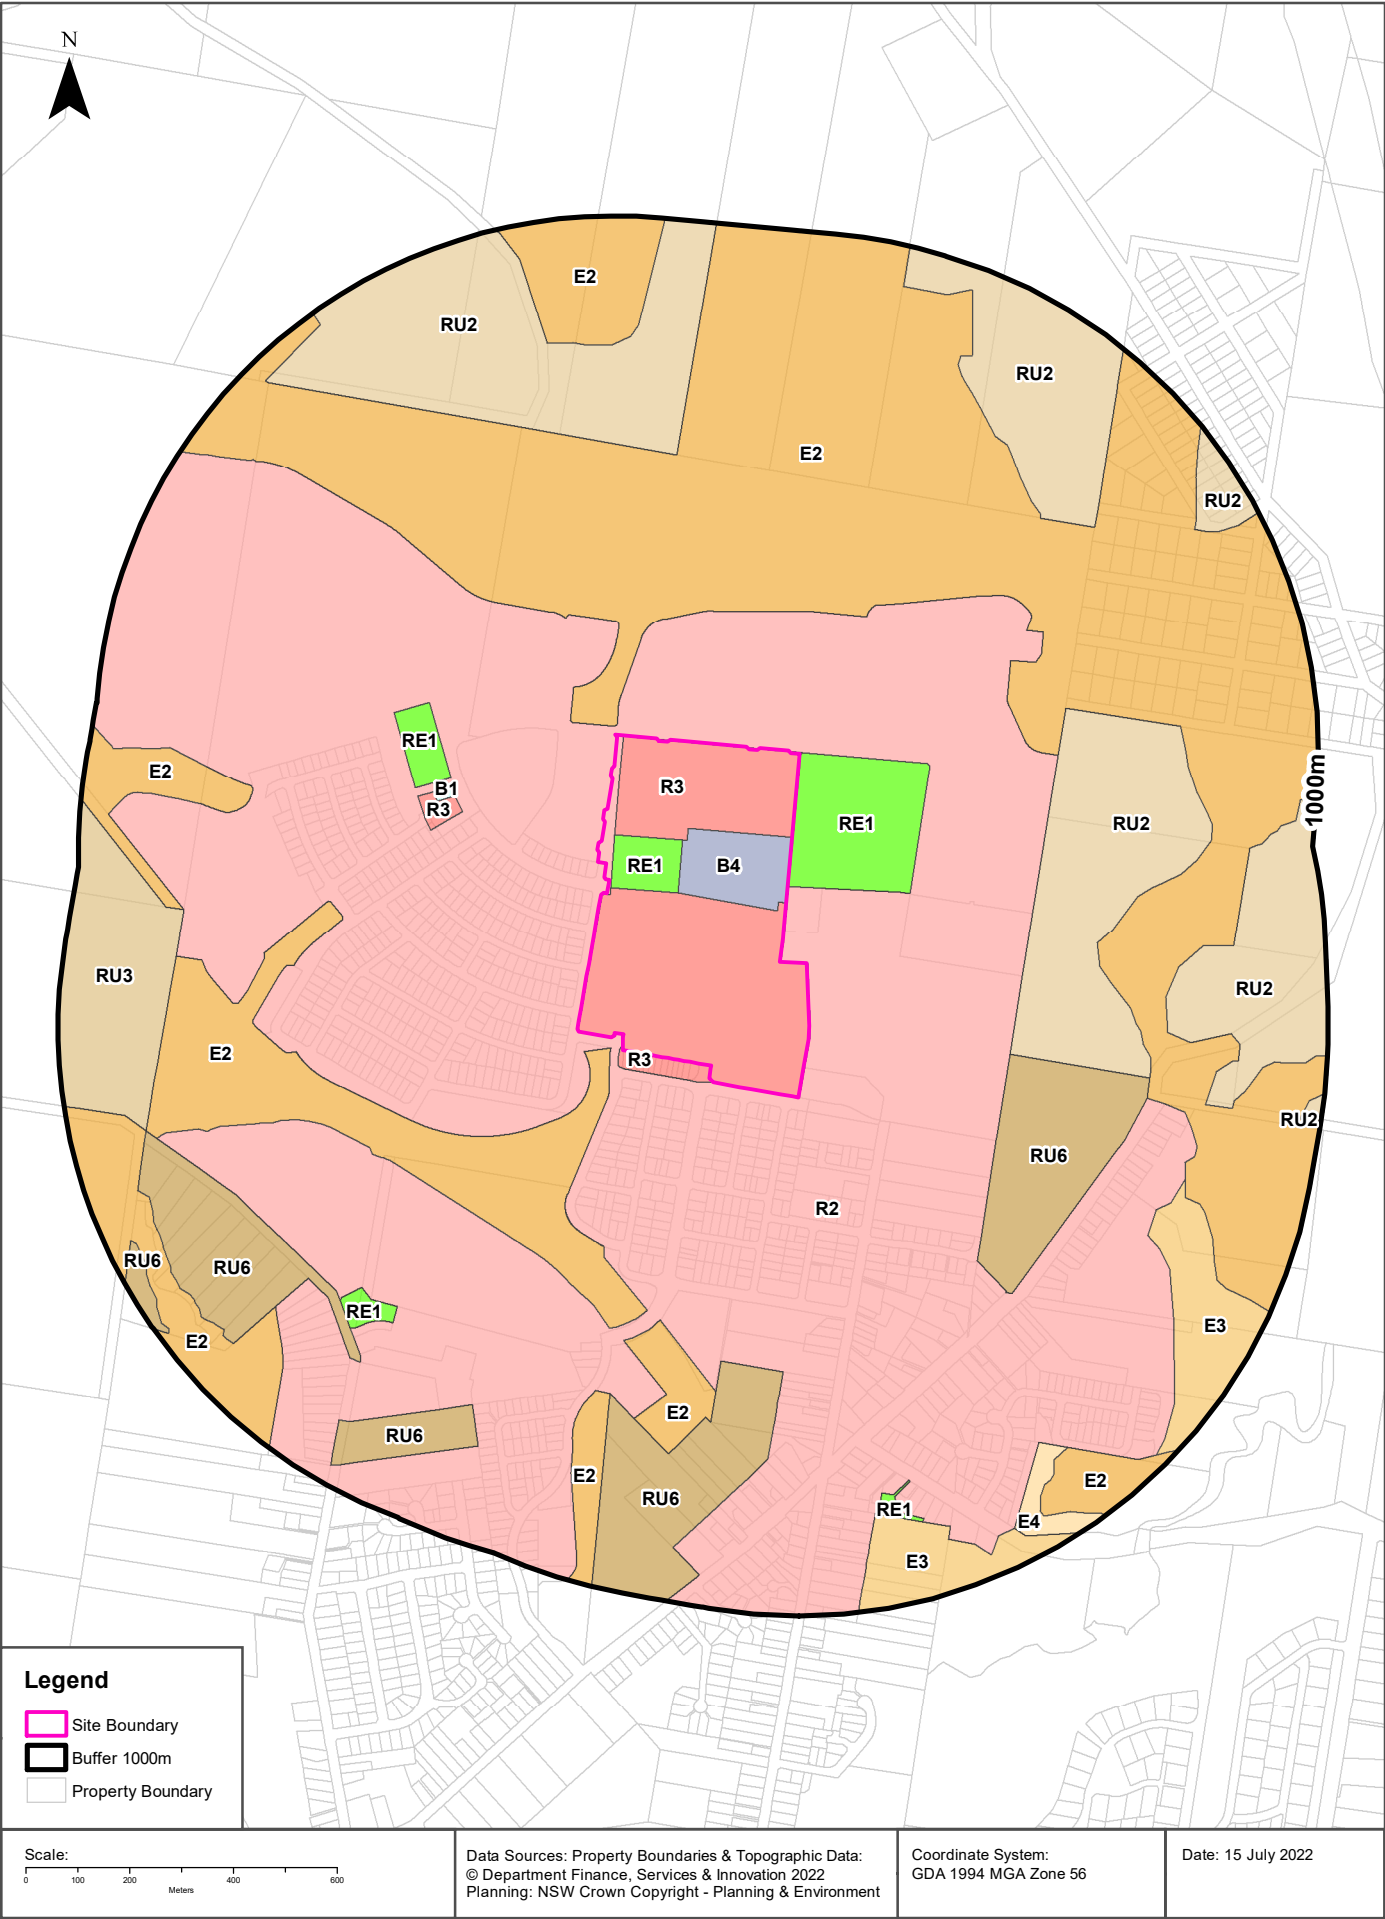 N
E2
RU2
RU2
E2
RU2
RE1
E2
B1
R3
R3
1000m
RE1
RU2
RE1
B4
RU3
RU2
E2
R3
RU2
RU6
R2
RU6
RU6
RE1
E3
E2
E2
RU6
E2
E2
RU6
RE1
E4
E3
Legend
Site Boundary
Buffer 1000m
Property Boundary
Scale:
0 100 200 400 600
Meters
Data Sources: Property Boundaries & Topographic Data:
© Department Finance, Services & Innovation 2022
Planning: NSW Crown Copyright - Planning & Environment
Coordinate System:
GDA 1994 MGA Zone 56
Date: 15 July 2022